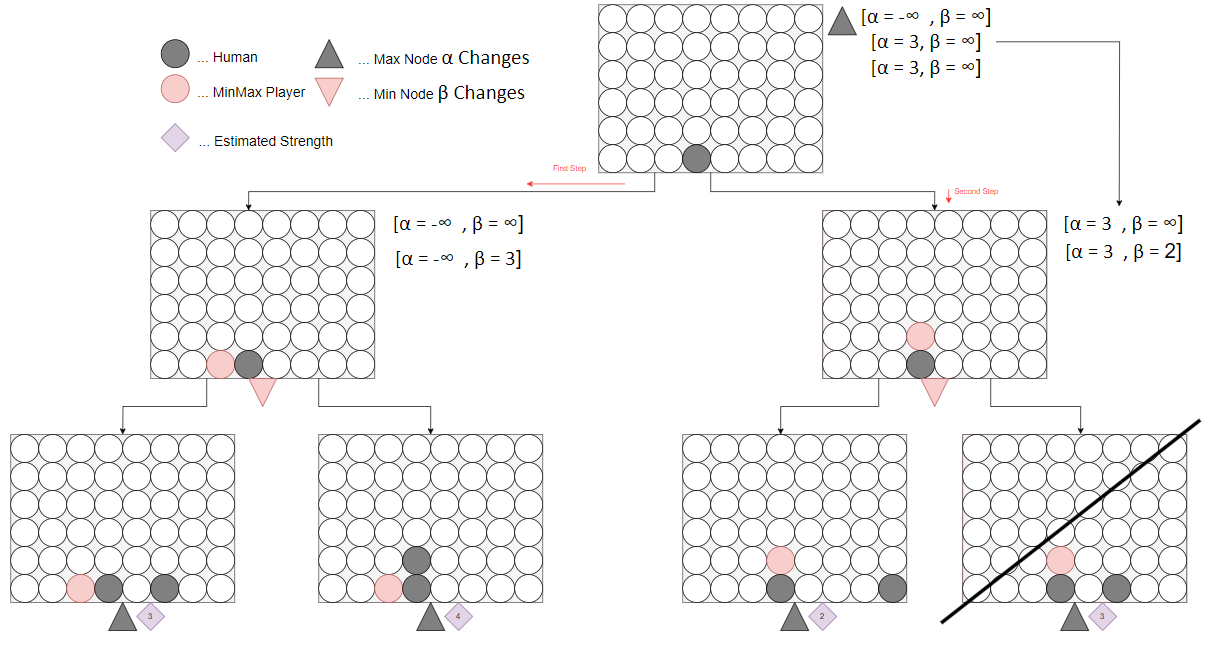 [α = -∞ , β = ∞]
[α = 3, β = ∞]
[α = 3, β = ∞]
... Human
... Max Node α Changes
... MinMax Player
... Min Node β Changes
... Estimated Strength
First Step
Second Step
[α = -∞ , β = ∞]
[α = -∞ , β = 3]
[α = 3 , β = ∞]
[α = 3 , β = 2]
3
4
2
3